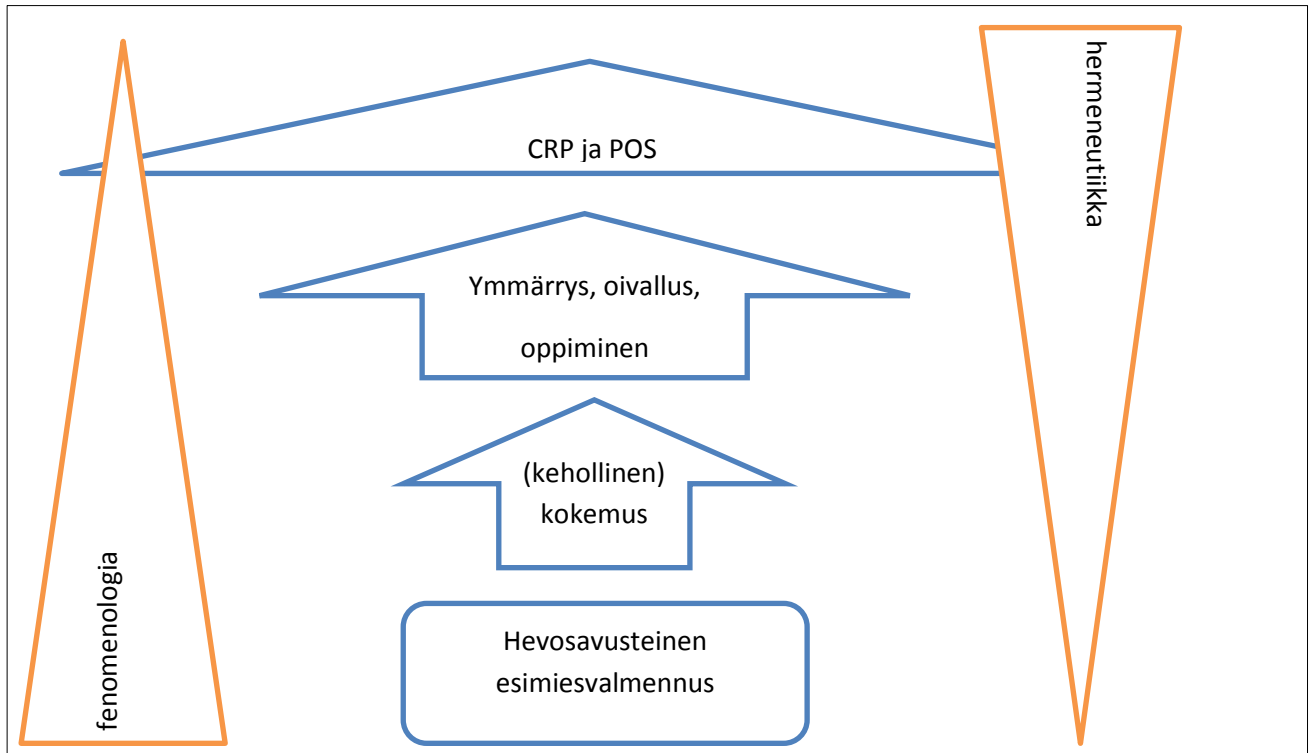 hermeneutiikka
CRP ja POS
Ymmärrys, oivallus,
oppiminen
(kehollinen)
kokemus
fenomenologia
Hevosavusteinen
esimiesvalmennus